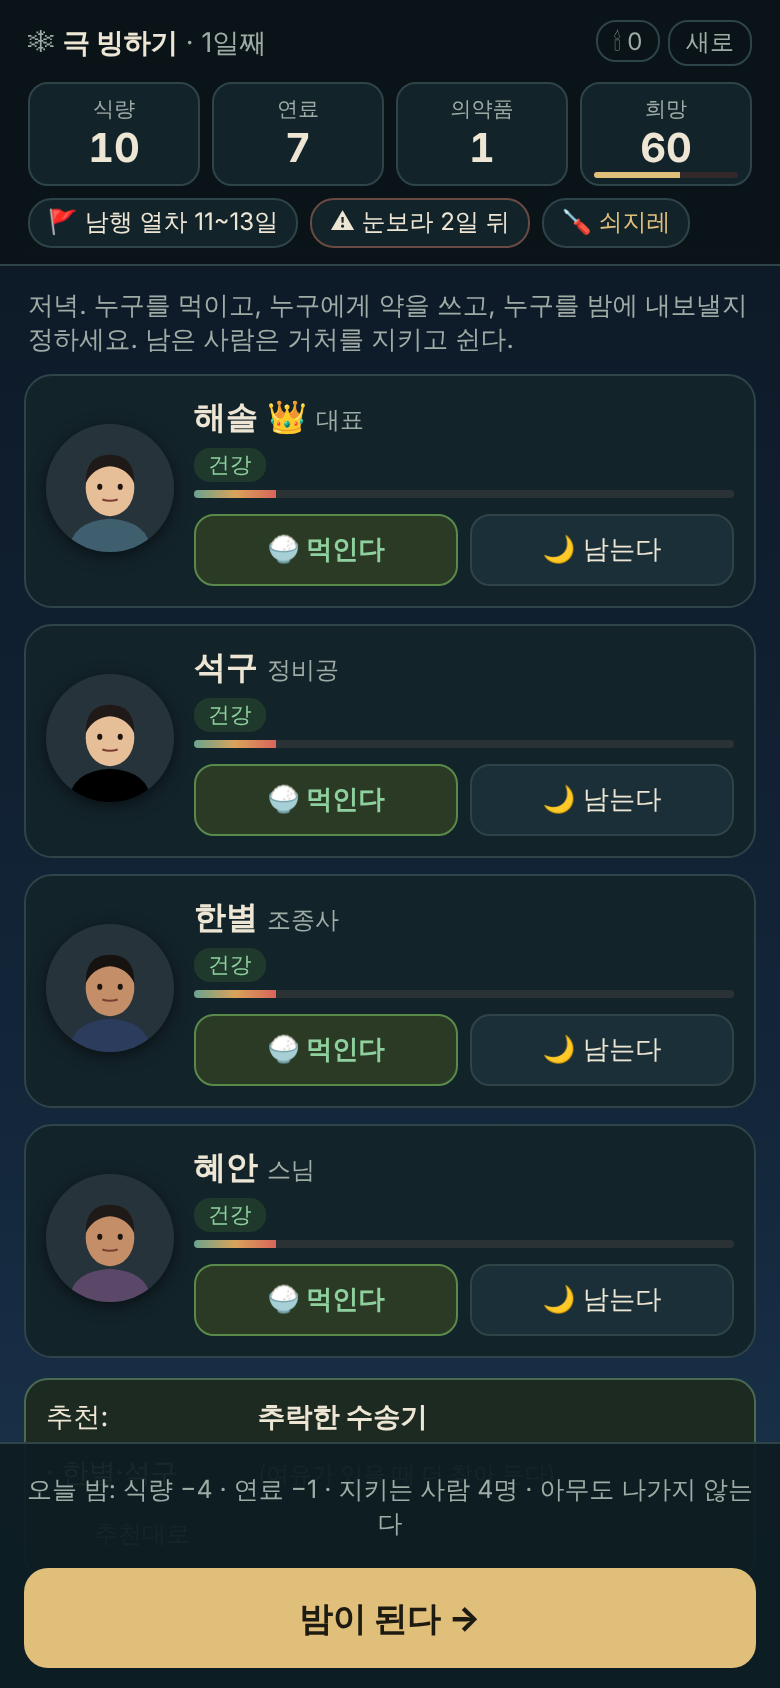 극 빙하기 · 1일째
0
새로
식량
10
연료
7
의약품
1
희망
60
남행 열차 11~13일
눈보라 2일 뒤
쇠지레
저녁. 누구를 먹이고, 누구에게 약을 쓰고, 누구를 밤에 내보낼지
정하세요. 남은 사람은 거처를 지키고 쉰다.
해솔 대표
건강
먹인다
남는다
석구 정비공
건강
먹인다
남는다
한별 조종사
건강
먹인다
남는다
혜안 스님
건강
먹인다
남는다
추천: 추락한 수송기
· 한별·석구
추천대로
오늘 밤: 식량 −4 · 연료 −1 · 지키는 사람 4명 · 아무도 나가지 않는
다
밤이 된다 →